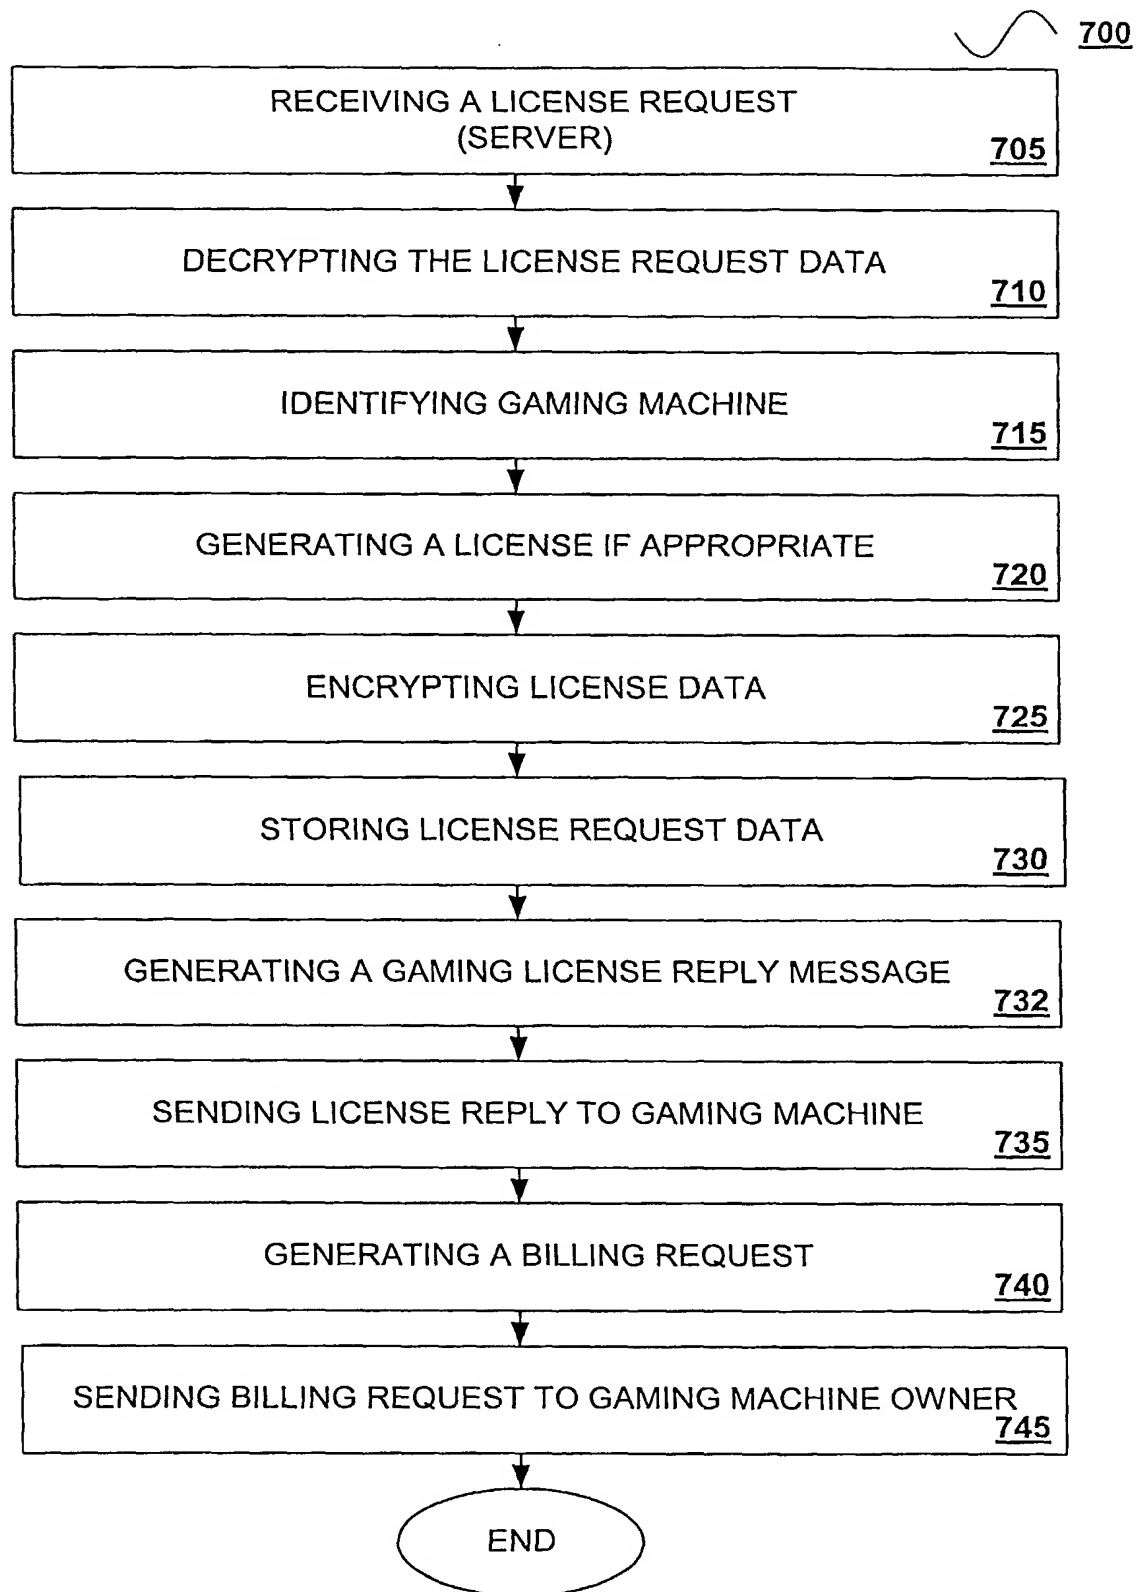 700
RECEIVING A LICENSE REQUEST
(SERVER)
705
DECRYPTING THE LICENSE REQUEST DATA
710
IDENTIFYING GAMING MACHINE
715
GENERATING A LICENSE IF APPROPRIATE
720
ENCRYPTING LICENSE DATA
725
STORING LICENSE REQUEST DATA
730
GENERATING A GAMING LICENSE REPLY MESSAGE
732
SENDING LICENSE REPLY TO GAMING MACHINE
735
GENERATING A BILLING REQUEST
740
SENDING BILLING REQUEST TO GAMING MACHINE OWNER
745
END